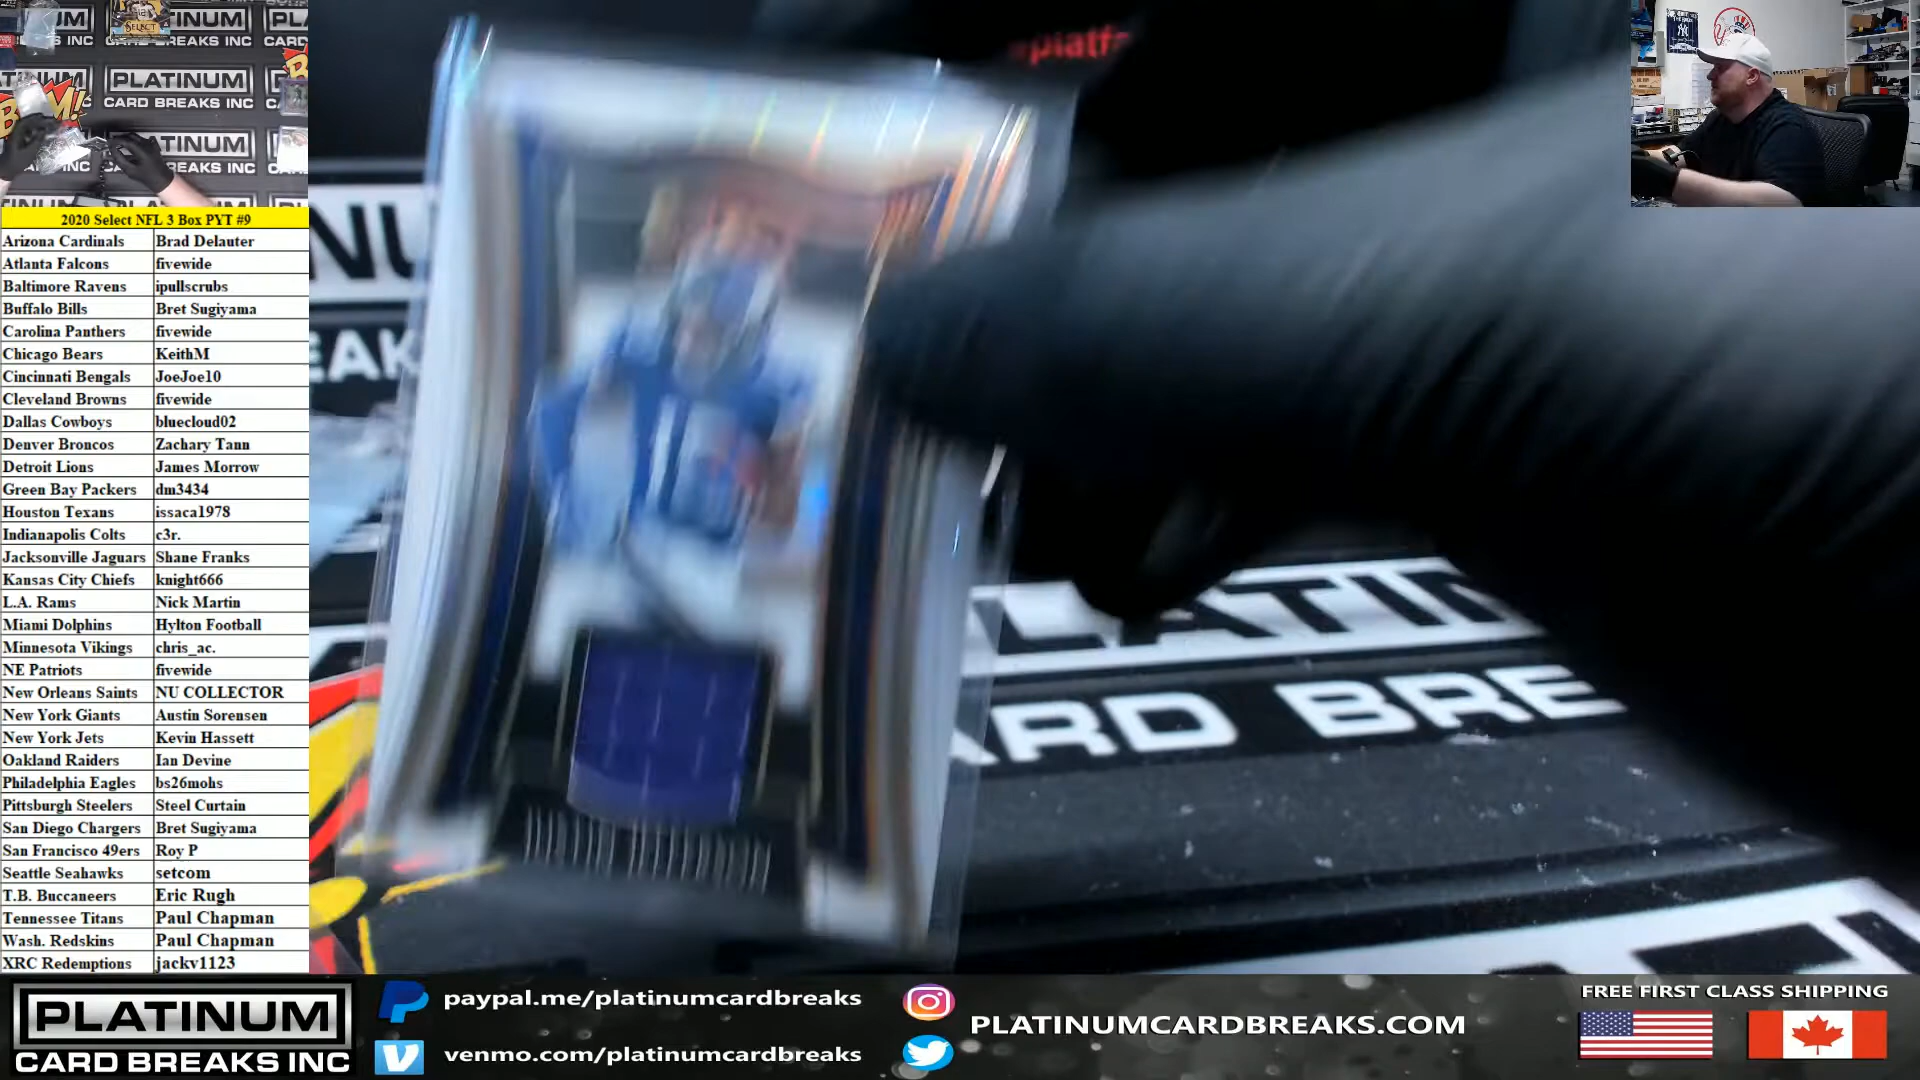 2020 Select NFL 3 Box PYT #9
Arizona Cardinals Brad Delauter
Atlanta Falcons fivewide
Baltimore Ravens ipullscrubs
Buffalo Bills Bret Sugiyama
Carolina Panthers fivewide
Chicago Bears KeithM
Cincinnati Bengals JoeJoe10
Cleveland Browns fivewide
Dallas Cowboys bluecloud02
Denver Broncos Zachary Tann
Detroit Lions James Morrow
Green Bay Packers dm3434
Houston Texans issaca1978
Indianapolis Colts c3r.
Jacksonville Jaguars Shane Franks
Kansas City Chiefs knight666
L.A. Rams Nick Martin
Miami Dolphins Hylton Football
Minnesota Vikings chris_ac.
NE Patriots fivewide
New Orleans Saints NU COLLECTOR
New York Giants Austin Sorensen
New York Jets Kevin Hassett
Oakland Raiders Ian Devine
Philadelphia Eagles bs26mohs
Pittsburgh Steelers Steel Curtain
San Diego Chargers Bret Sugiyama
San Francisco 49ers Roy P
Seattle Seahawks setcom
T.B. Buccaneers Eric Rugh
Tennessee Titans Paul Chapman
Wash. Redskins Paul Chapman
XRC Redemptions jackv1123
PLATINUM
CARD BREAKS INC
PLATINUM
CARD BREAKS INC
paypal.me/platinumcardbreaks
venmo.com/platinumcardbreaks
PLATINUMCARDBREAKS.COM
FREE FIRST CLASS SHIPPING